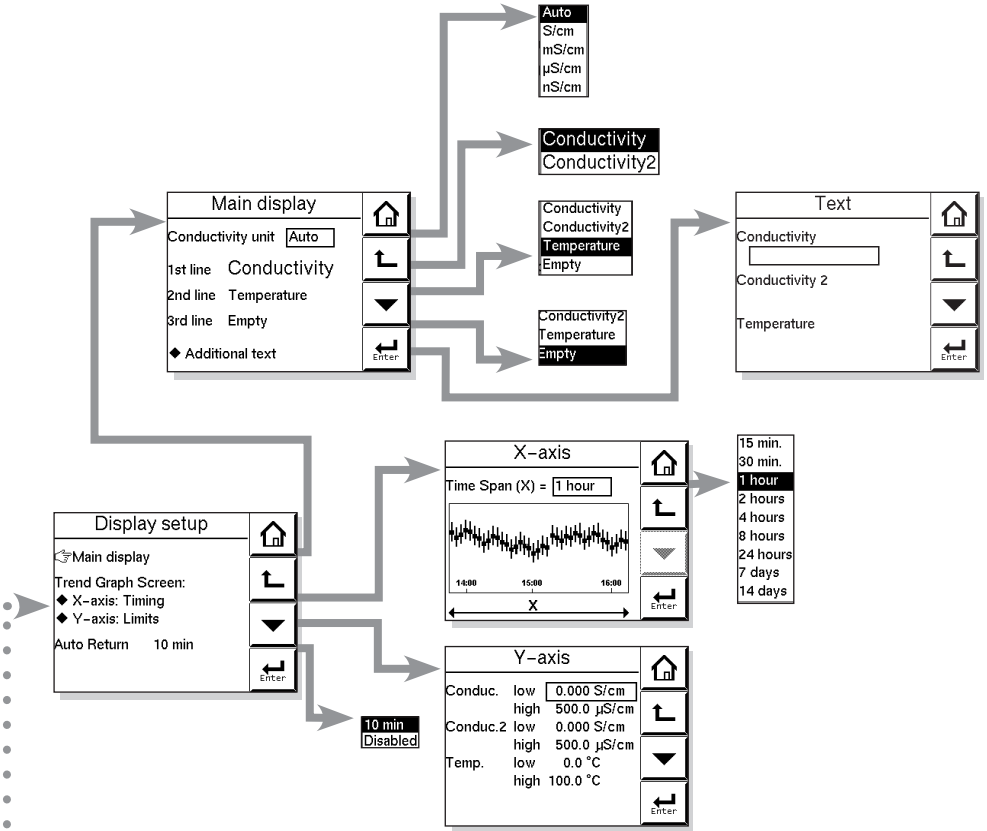 Auto
S/cm
mS/cm
µS/cm
nS/cm
Conductivity
Conductivity2
Main display
Conductivity unit Auto
1st line Conductivity
2nd line Temperature
3rd line Empty
◆ Additional text
Enter
Conductivity
Conductivity2
Temperature
Empty
Conductivity2
Temperature
Empty
Text
Conductivity
Conductivity 2
Temperature
Enter
Display setup
Main display
Trend Graph Screen:
◆ X-axis: Timing
◆ Y-axis: Limits
Auto Return 10 min
Enter
10 min
Disabled
X-axis
Time Span (X) = 1 hour
14:00 15:00 16:00
X
Enter
15 min.
30 min.
1 hour
2 hours
4 hours
8 hours
24 hours
7 days
14 days
Y-axis
Conduc. low 0.000 S/cm
high 500.0 µS/cm
Conduc.2 low 0.000 S/cm
high 500.0 µS/cm
Temp. low 0.0 °C
high 100.0 °C
Enter